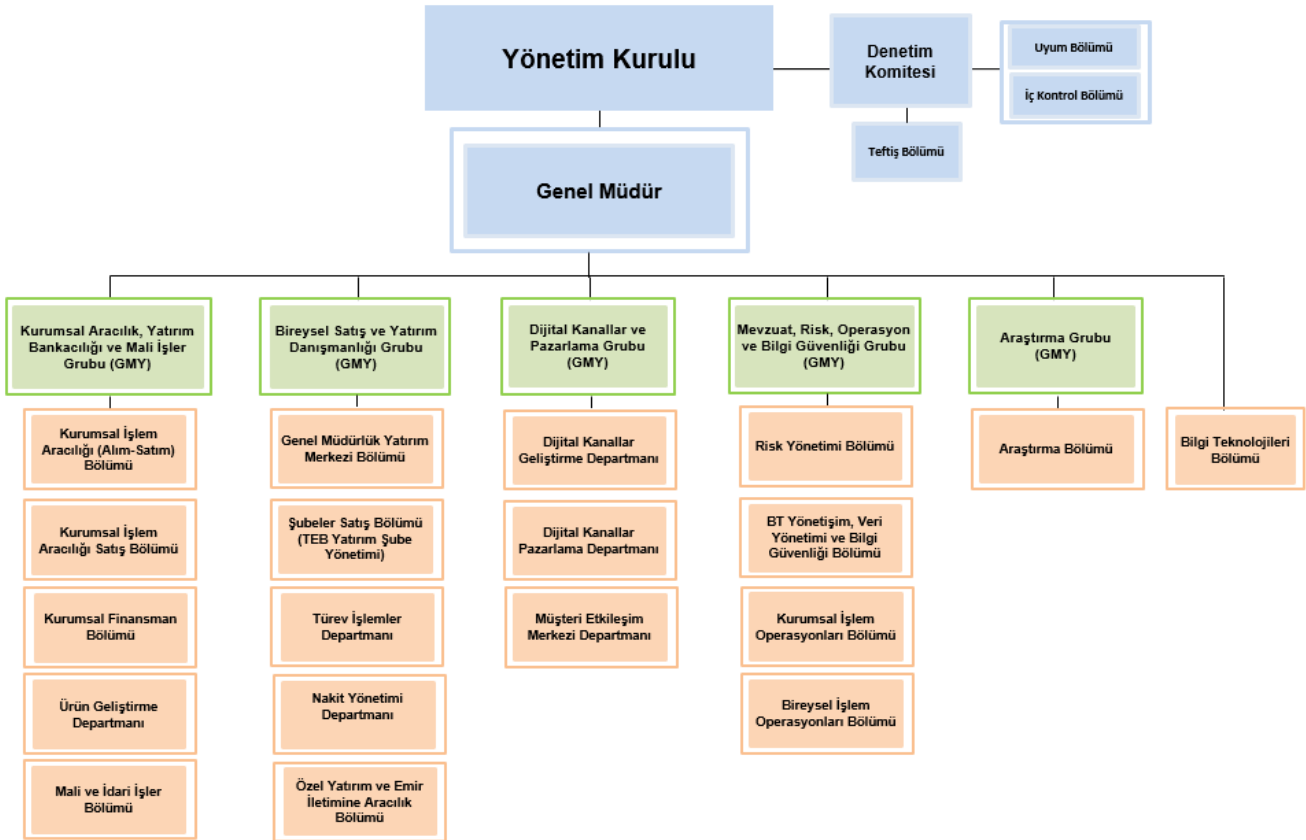 Yönetim Kurulu
Denetim
Komitesi
Uyum Bölümü
İç Kontrol Bölümü
Teftiş Bölümü
Genel Müdür
Kurumsal Aracılık, Yatırım
Bankacılığı ve Mali İşler
Grubu (GMY)
Bireysel Satış ve Yatırım
Danışmanlığı Grubu
(GMY)
Dijital Kanallar ve
Pazarlama Grubu
(GMY)
Mevzuat, Risk, Operasyon
ve Bilgi Güvenliği Grubu
(GMY)
Araştırma Grubu
(GMY)
Kurumsal İşlem
Aracılığı (Alım-Satım)
Bölümü
Genel Müdürlük Yatırım
Merkezi Bölümü
Dijital Kanallar
Geliştirme Departmanı
Risk Yönetimi Bölümü
Araştırma Bölümü
Bilgi Teknolojileri
Bölümü
Kurumsal İşlem
Aracılığı Satış Bölümü
Şubeler Satış Bölümü
(TEB Yatırım Şube
Yönetimi)
Dijital Kanallar
Pazarlama Departmanı
BT Yönetişim, Veri
Yönetimi ve Bilgi
Güvenliği Bölümü
Kurumsal Finansman
Bölümü
Türev İşlemler
Departmanı
Müşteri Etkileşim
Merkezi Departmanı
Kurumsal İşlem
Operasyonları Bölümü
Ürün Geliştirme
Departmanı
Nakit Yönetimi
Departmanı
Bireysel İşlem
Operasyonları Bölümü
Mali ve İdari İşler
Bölümü
Özel Yatırım ve Emir
İletimine Aracılık
Bölümü